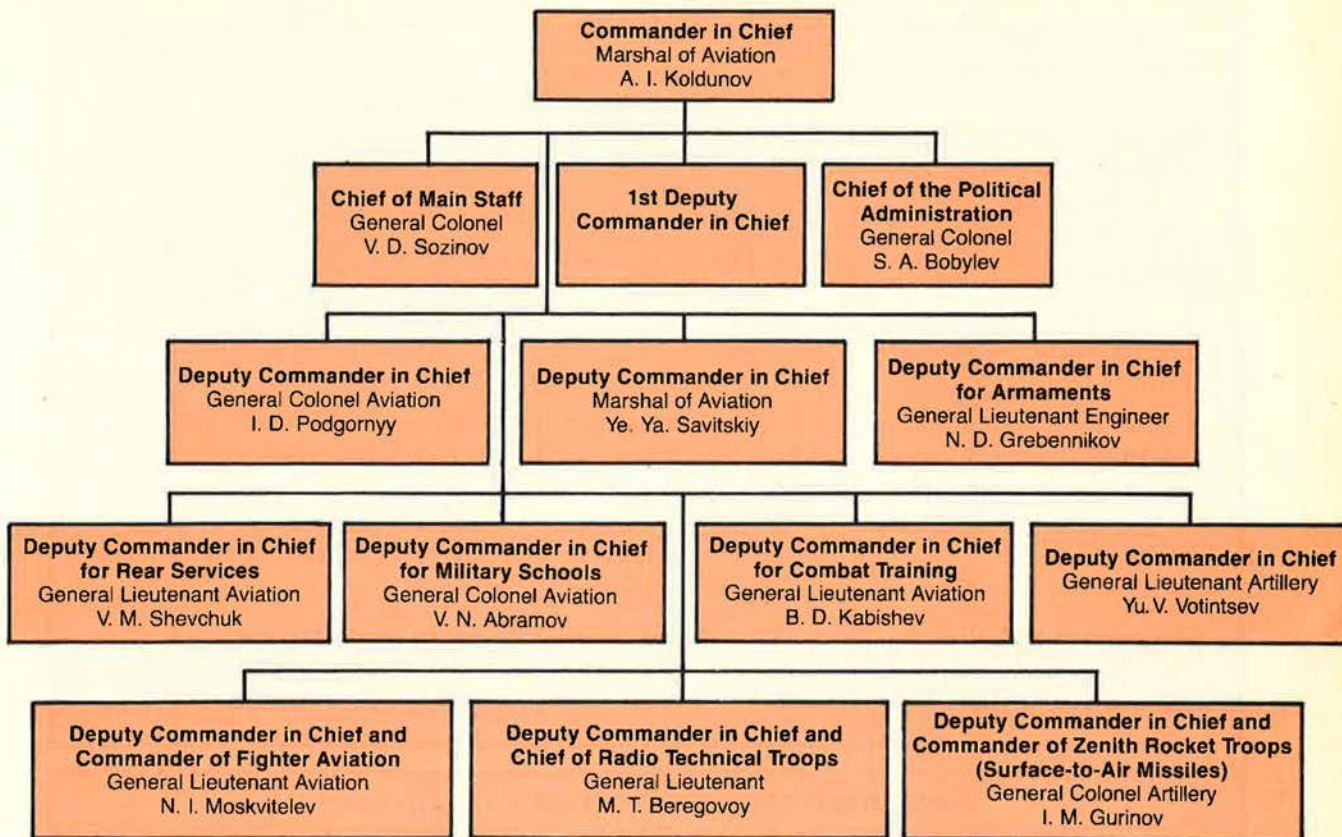 Commander in Chief
Marshal of Aviation
A. I. Koldunov
Chief of Main Staff
General Colonel
V. D. Sozinov
1st Deputy
Commander in Chief
Chief of the Political
Administration
General Colonel
S. A. Bobylev
Deputy Commander in Chief
General Colonel Aviation
I. D. Podgornyy
Deputy Commander in Chief
Marshal of Aviation
Ye. Ya. Savitskiy
Deputy Commander in Chief
for Armaments
General Lieutenant Engineer
N. D. Grebennikov
Deputy Commander in Chief
for Rear Services
General Lieutenant Aviation
V. M. Shevchuk
Deputy Commander in Chief
for Military Schools
General Colonel Aviation
V. N. Abramov
Deputy Commander in Chief
for Combat Training
General Lieutenant Aviation
B. D. Kabishev
Deputy Commander in Chief
General Lieutenant Artillery
Yu. V. Votintsev
Deputy Commander in Chief and
Commander of Fighter Aviation
General Lieutenant Aviation
N. I. Moskvitelev
Deputy Commander in Chief and
Chief of Radio Technical Troops
General Lieutenant
M. T. Beregovoy
Deputy Commander in Chief and
Commander of Zenith Rocket Troops
(Surface-to-Air Missiles)
General Colonel Artillery
I. M. Gurinov